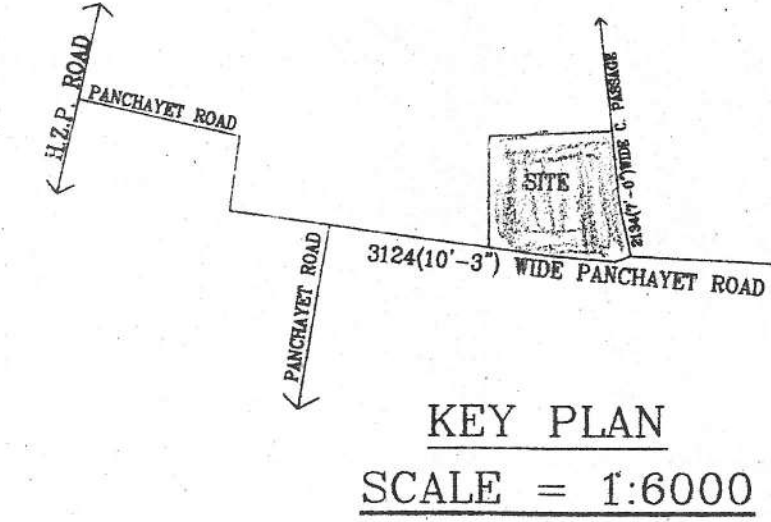 H.Z.P. ROAD
PANCHAYET ROAD
2134(7'-0")WIDE C. PASSAGE
SITE
PANCHAYET ROAD
3124(10'-3") WIDE PANCHAYET ROAD
KEY PLAN
SCALE = 1:6000